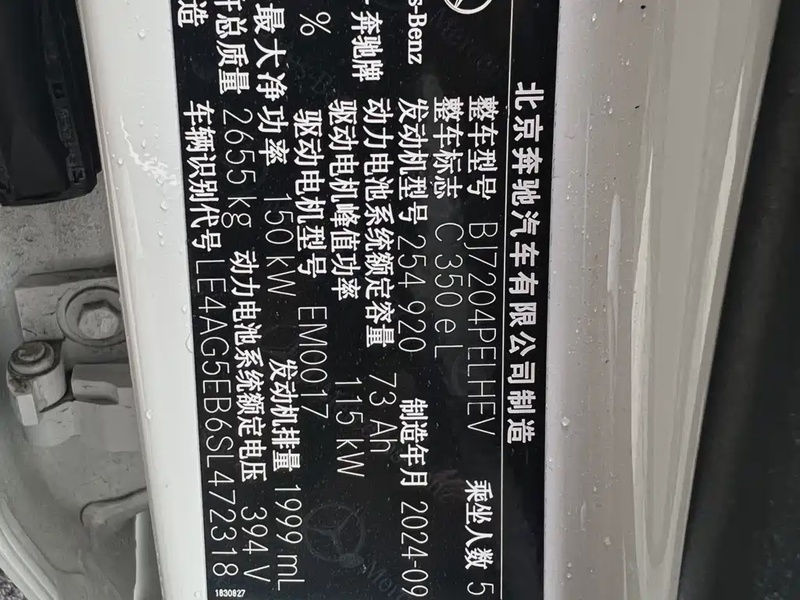 s-Benz
北京奔驰汽车有限公司制造
奔驰牌
整车型号 BJ7204PELHEV 乘坐人数 5
整车标志 C 350 e L
发动机型号 254 920 制造年月 2024-09
动力电池系统额定容量 73 Ah
驱动电机峰值功率 115 kW
% 驱动电机型号 EM0017 发动机排量 1999 mL
最大净功率 150 kW 动力电池系统额定电压 394 V
总质量 2655 kg
造 车辆识别代号 LE4AG5EB6SL472318
1830827